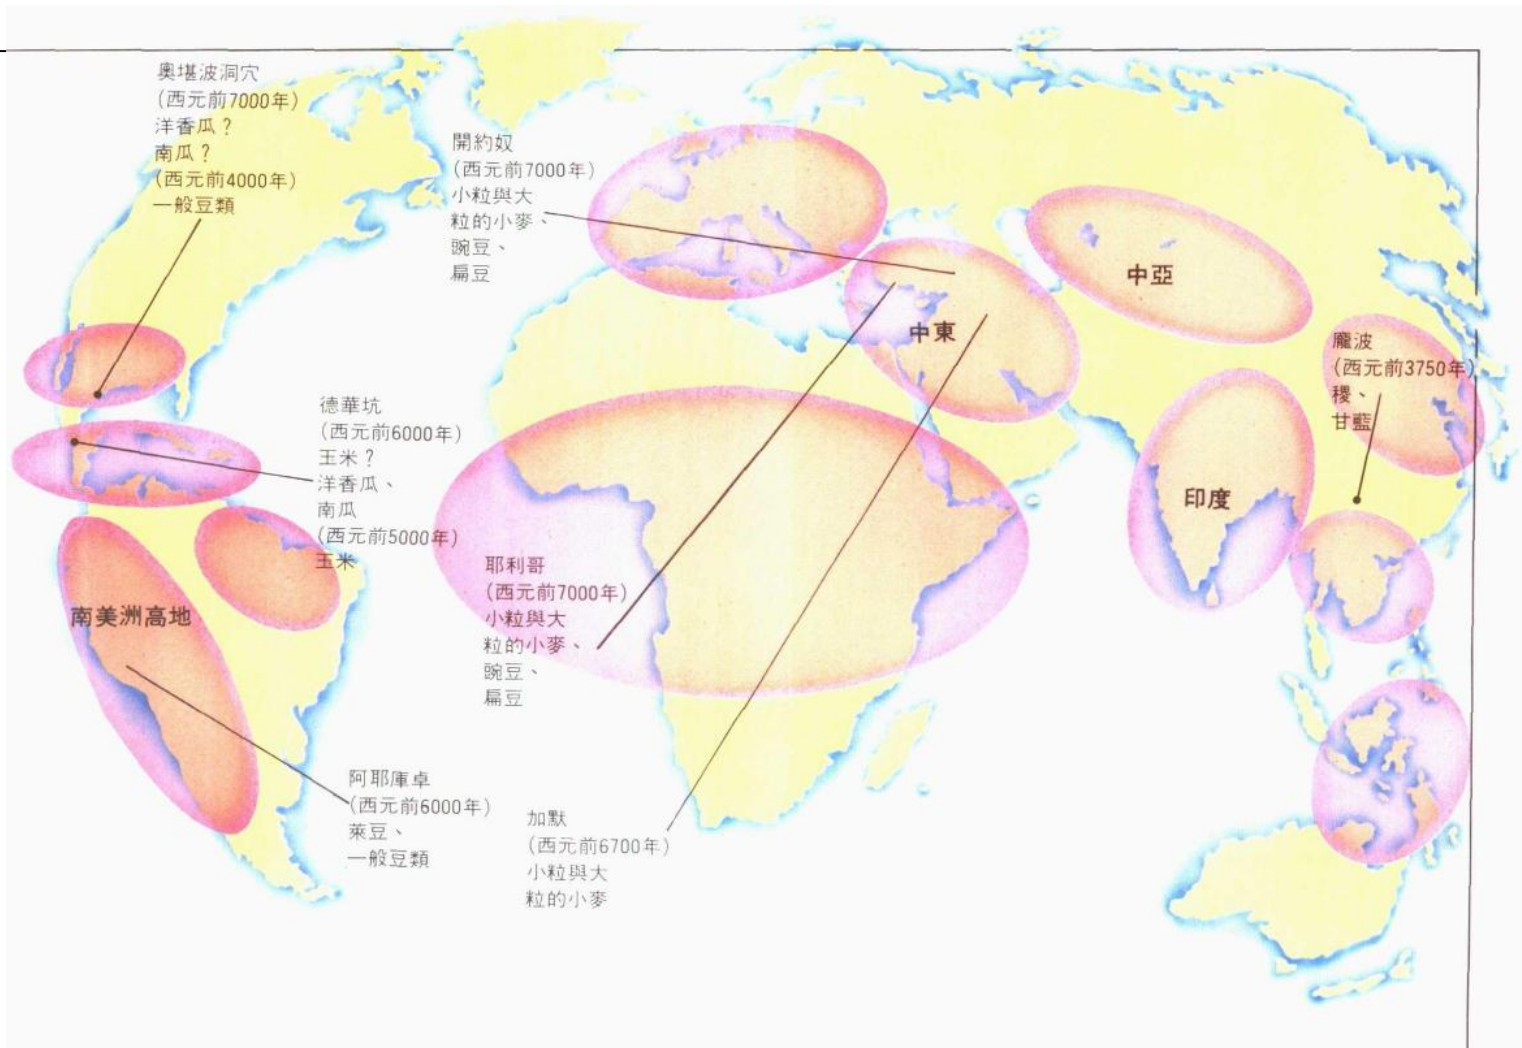 奧堪波洞穴
(西元前7000年)
洋香瓜？
南瓜？
(西元前4000年)
一般豆類
開約奴
(西元前7000年)
小粒與大
粒的小麥、
豌豆、
扁豆
中亞
中東
龐波
(西元前3750年)
稷、
甘藍
德華坑
(西元前6000年)
玉米？
洋香瓜、
南瓜
(西元前5000年)
玉米
印度
耶利哥
(西元前7000年)
小粒與大
粒的小麥、
豌豆、
扁豆
南美洲高地
阿耶庫卓
(西元前6000年)
萊豆、
一般豆類
加默
(西元前6700年)
小粒與大
粒的小麥